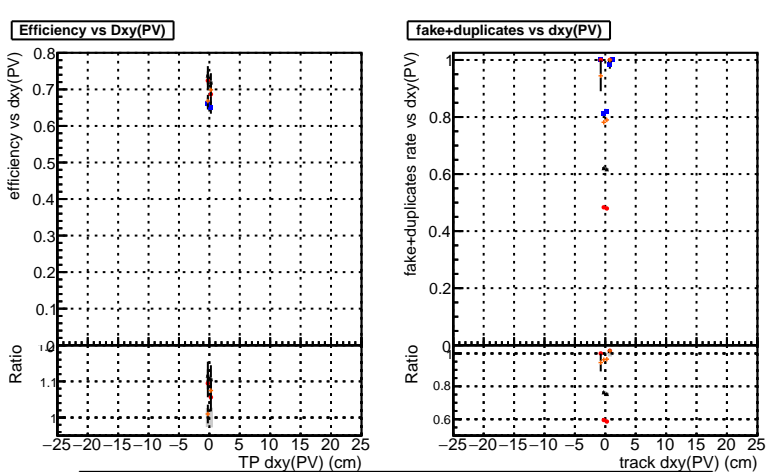 Efficiency vs Dxy(PV)
efficiency vs dxy(PV)
0.8
0.7
0.6
0.5
0.4
0.3
0.2
0.1
0
Ratio
1.1
1
−25 −20 −15 −10 −5 0 5 10 15 20 25
TP dxy(PV) (cm)
fake+duplicates vs dxy(PV)
fake+duplicates rate vs dxy(PV)
1
0.8
0.6
0.4
0.2
0
Ratio
1
0.8
0.6
−25 −20 −15 −10 −5 0 5 10 15 20 25
track dxy(PV) (cm)